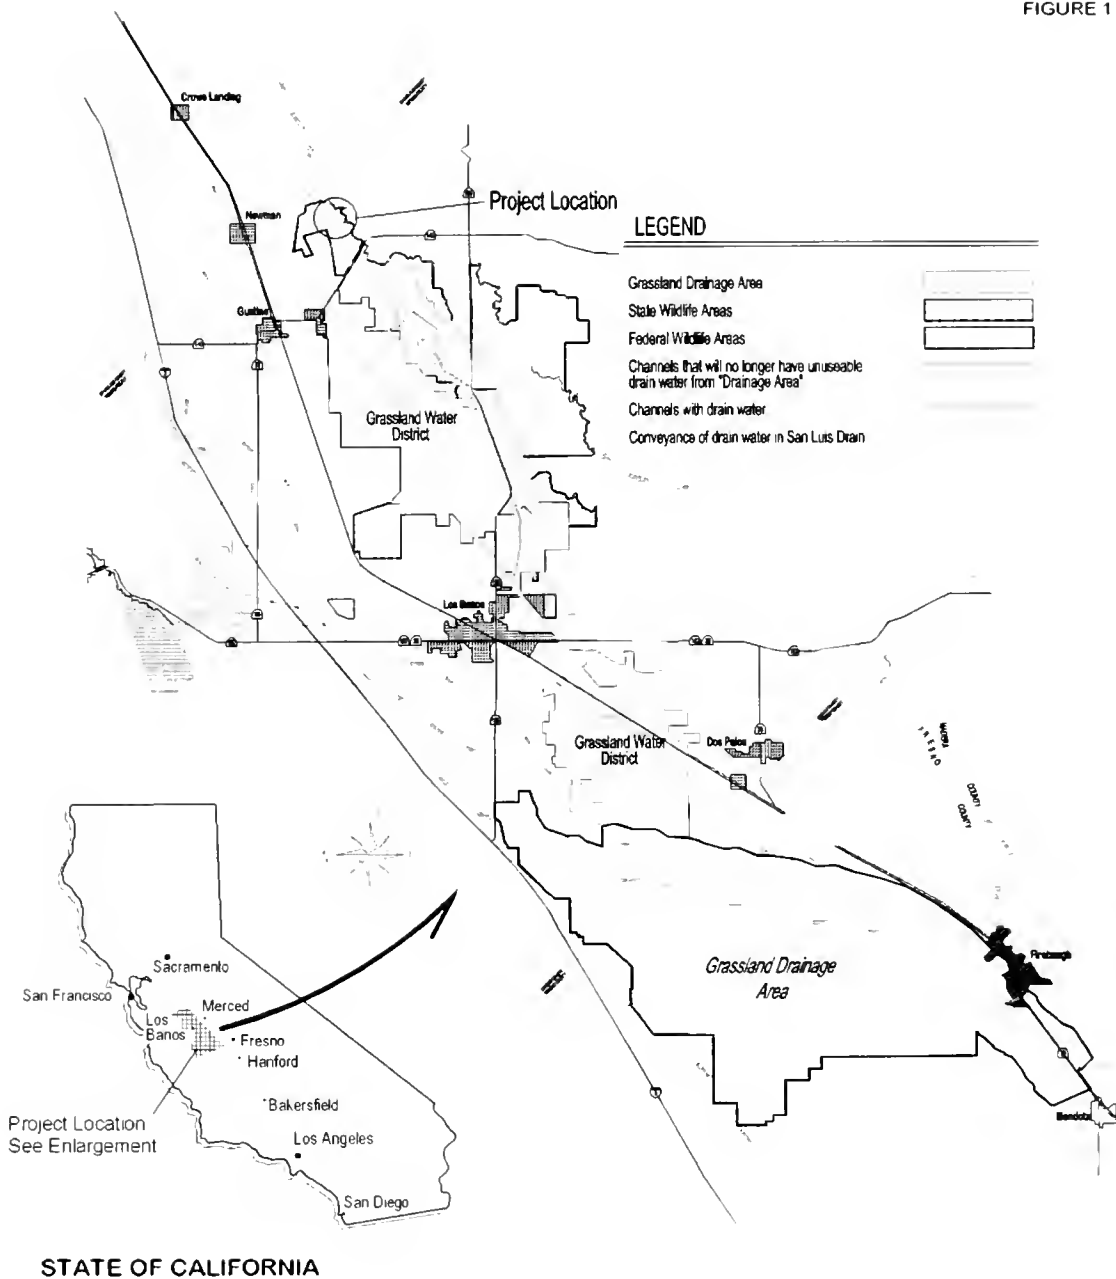 FIGURE 1
Crows Landing
Newman
Project Location
LEGEND
Grassland Drainage Area
State Wildlife Areas
Federal Wildlife Areas
Channels that will no longer have unuseable
drain water from "Drainage Area"
Channels with drain water
Conveyance of drain water in San Luis Drain
Gustine
Grassland Water
District
Los Banos
Grassland Water
District
Dos Palos
FRESNO
COUNTY
COUNTY
Grassland Drainage
Area
Firebaugh
Mendota
Sacramento
San Francisco
Merced
Los
Banos
Fresno
Hanford
Bakersfield
Los Angeles
San Diego
Project Location
See Enlargement
STATE OF CALIFORNIA